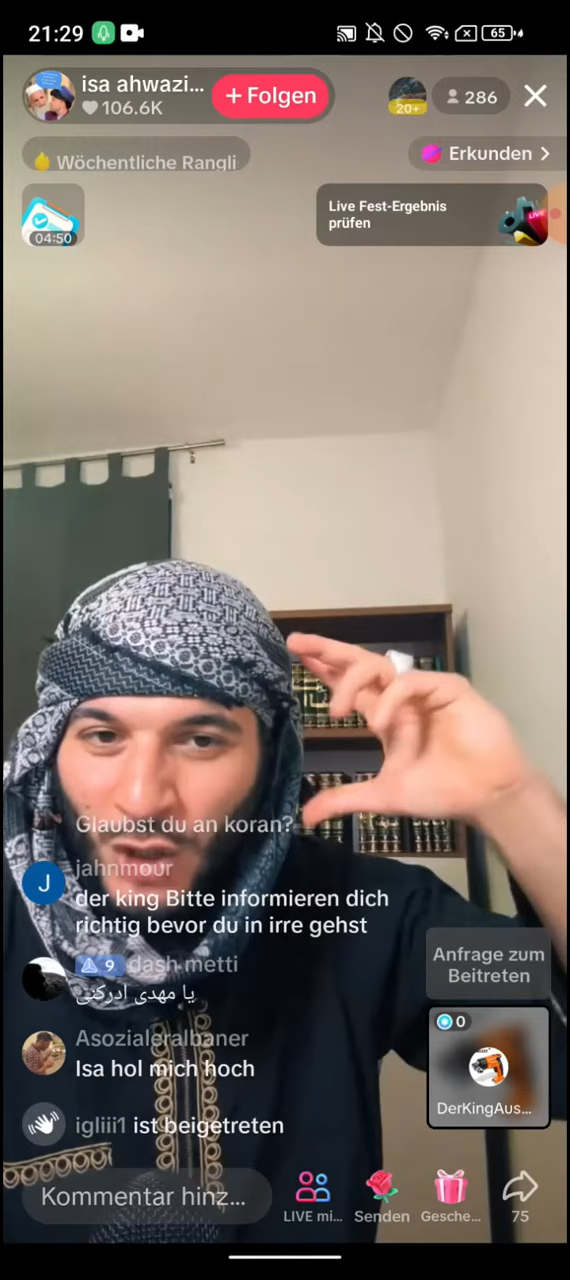 21:29
65
isa ahwazi...
106.6K
+ Folgen
20+
286
Wöchentliche Rangli
Erkunden >
04:50
Live Fest-Ergebnis
prüfen
LIVE
Glaubst du an koran?
J
jahnmour
der king Bitte informieren dich
richtig bevor du in irre gehst
9 dash metti
يا مهدی ادرکنی
Asozialeralbaner
Isa hol mich hoch
igliii1 ist beigetreten
Anfrage zum
Beitreten
0
DerKingAus...
Kommentar hinz...
LIVE mi...
Senden
Gesche...
75